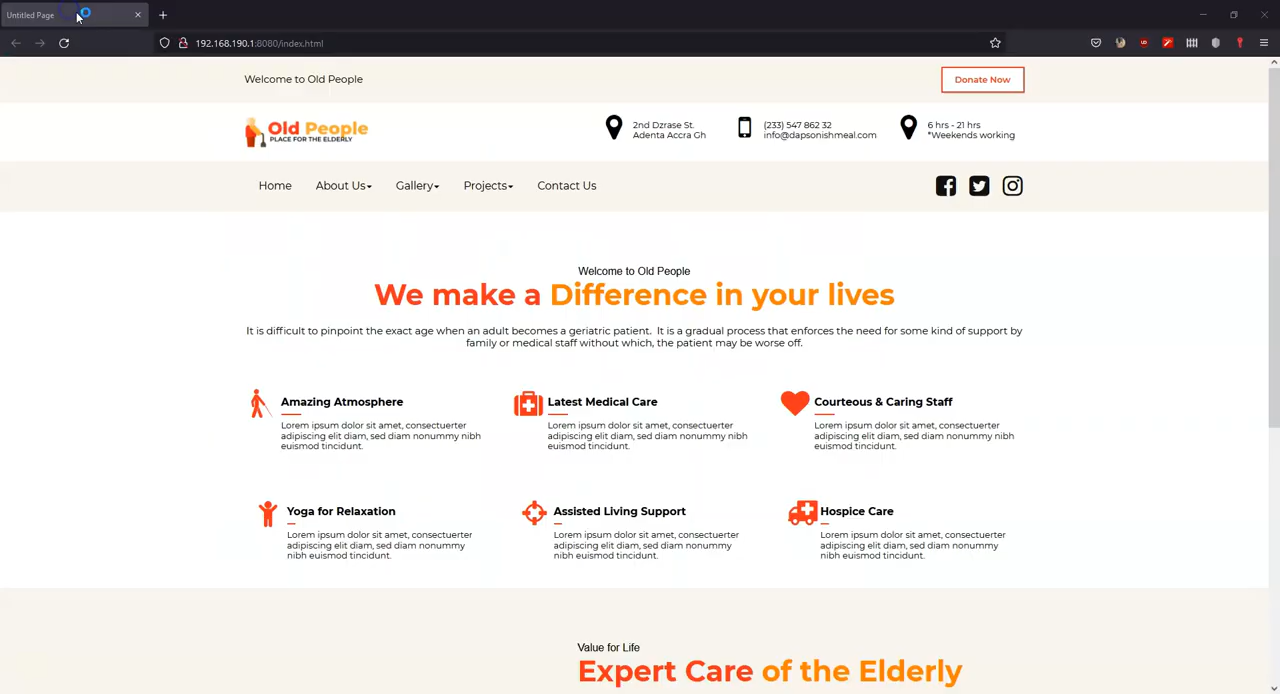 Untitled Page
192.168.190.1:8080/index.html
Welcome to Old People
Donate Now
Old People
PLACE FOR THE ELDERLY
2nd Dzrase St.
Adenta Accra Gh
(233) 547 862 32
info@dapsonishmeal.com
6 hrs - 21 hrs
*Weekends working
Home
About Us
Gallery
Projects
Contact Us
Welcome to Old People
We make a Difference in your lives
It is difficult to pinpoint the exact age when an adult becomes a geriatric patient. It is a gradual process that enforces the need for some kind of support by
family or medical staff without which, the patient may be worse off.
Amazing Atmosphere
Lorem ipsum dolor sit amet, consectuerter
adipiscing elit diam, sed diam nonummy nibh
euismod tincidunt.
Latest Medical Care
Lorem ipsum dolor sit amet, consectuerter
adipiscing elit diam, sed diam nonummy nibh
euismod tincidunt.
Courteous & Caring Staff
Lorem ipsum dolor sit amet, consectuerter
adipiscing elit diam, sed diam nonummy nibh
euismod tincidunt.
Yoga for Relaxation
Lorem ipsum dolor sit amet, consectuerter
adipiscing elit diam, sed diam nonummy
nibh euismod tincidunt.
Assisted Living Support
Lorem ipsum dolor sit amet, consectuerter
adipiscing elit diam, sed diam nonummy
nibh euismod tincidunt.
Hospice Care
Lorem ipsum dolor sit amet, consectuerter
adipiscing elit diam, sed diam nonummy
nibh euismod tincidunt.
Value for Life
Expert Care of the Elderly